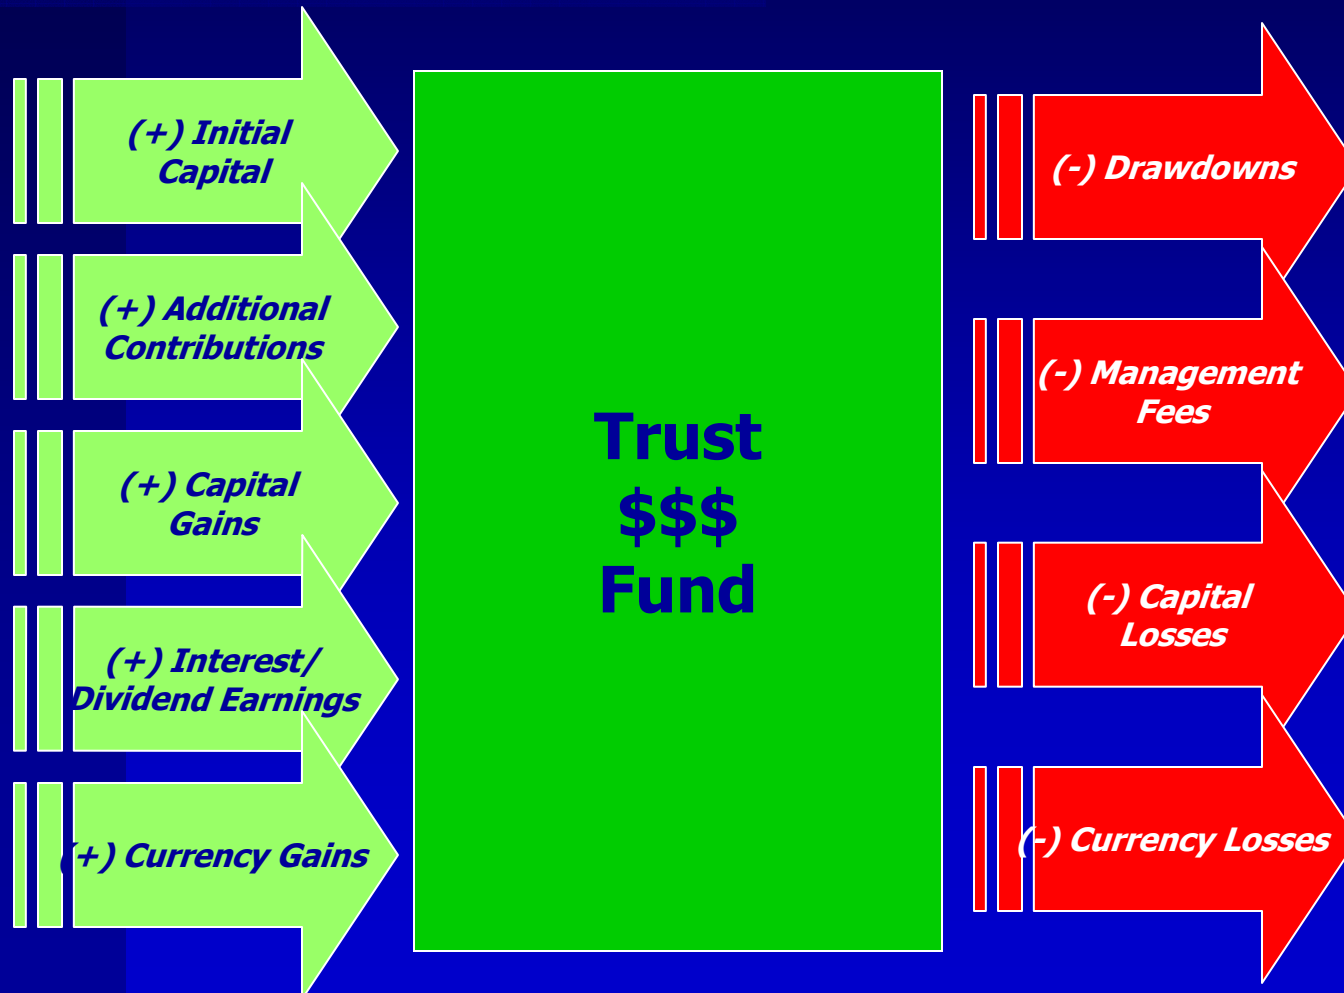 (+) Initial
Capital
(+) Additional
Contributions
(+) Capital
Gains
(+) Interest/
Dividend Earnings
(+) Currency Gains
Trust
$$$
Fund
(-) Drawdowns
(-) Management
Fees
(-) Capital
Losses
(-) Currency Losses